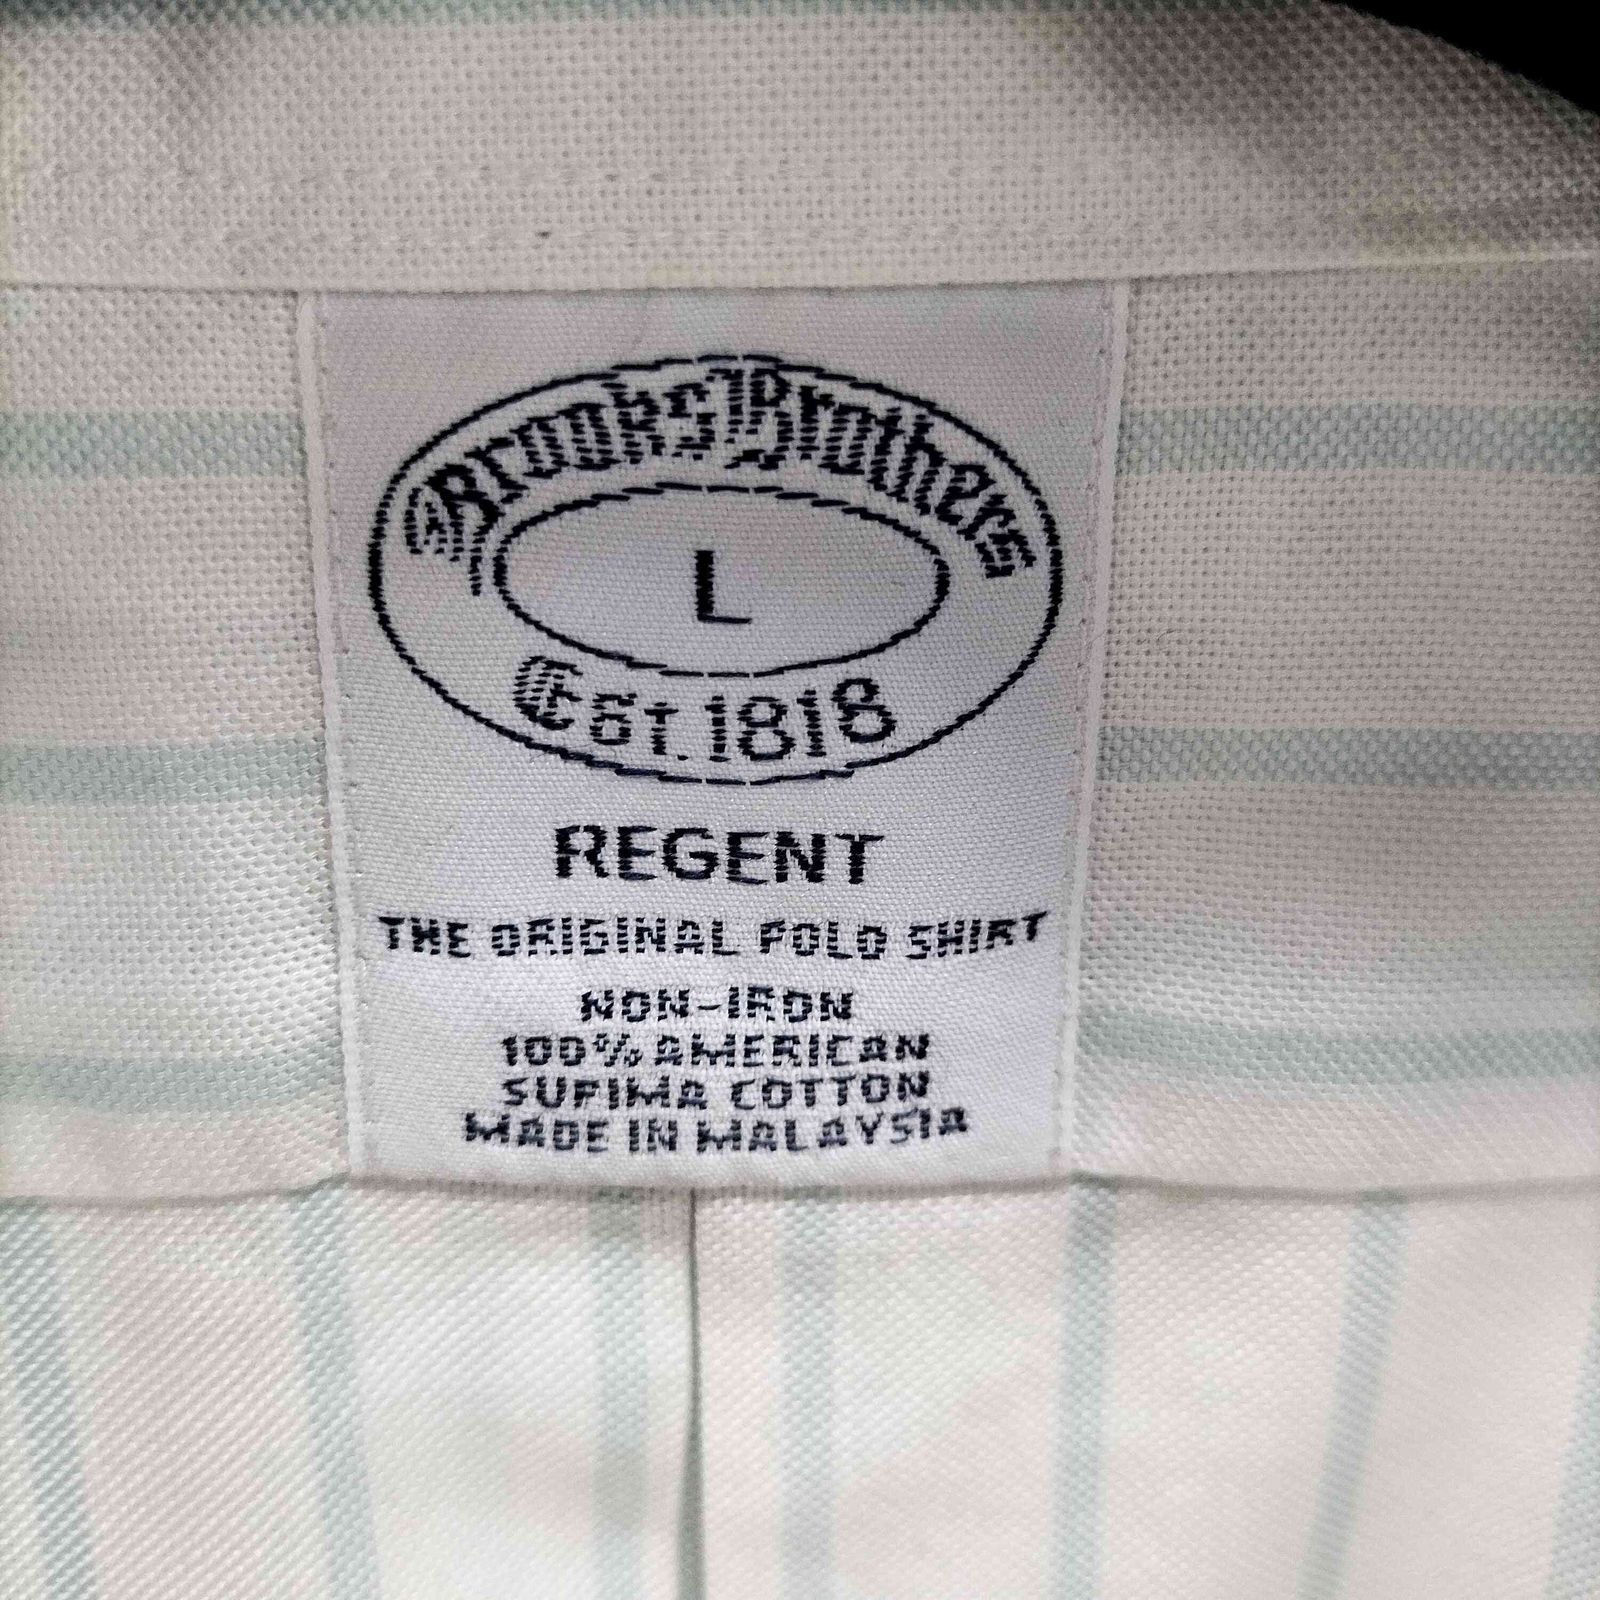 Brooks Brothers
L
Est. 1818
REGENT
THE ORIGINAL POLO SHIRT
NON-IRON
100% AMERICAN
SUPIMA COTTON
MADE IN MALAYSIA